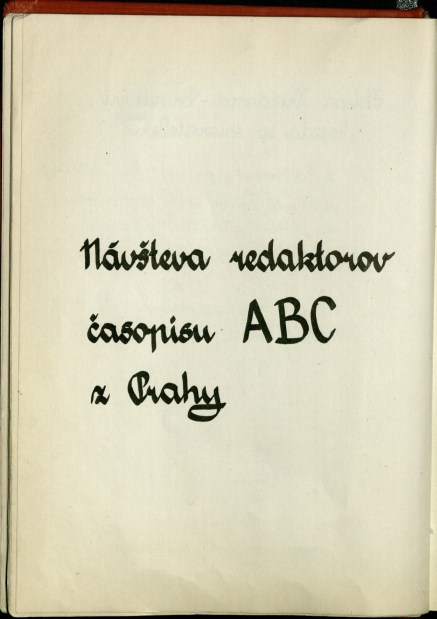 Návšteva redaktorov
časopisu ABC
z Prahy